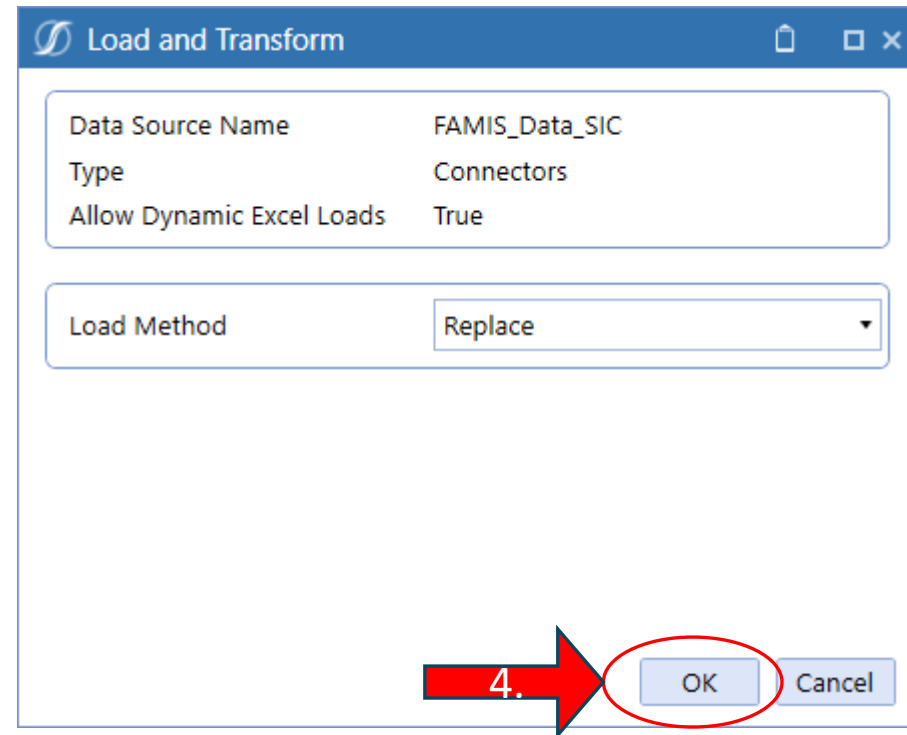 Load and Transform
Data Source Name FAMIS_Data_SIC
Type Connectors
Allow Dynamic Excel Loads True
Load Method Replace
4. OK Cancel